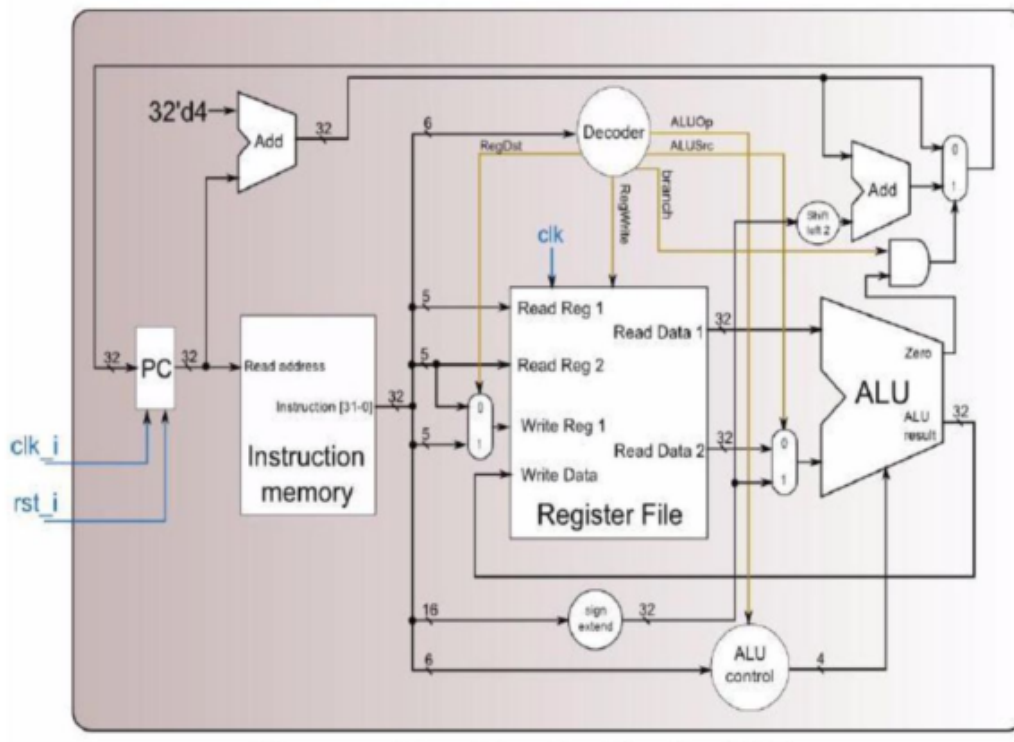 32'd4
Add
32
6
Decoder
ALUOp
RegDst
ALUSrc
branch
RegWrite
0
1
Add
Shift
left 2
clk
5
Read Reg 1
32
Read Data 1
32
PC
32
Read address
5
Read Reg 2
Zero
ALU
Instruction [31-0]
32
0
1
Write Reg 1
ALU
result
32
clk_i
5
Read Data 2
32
0
1
Instruction
memory
Write Data
rst_i
Register File
16
sign
extend
32
6
ALU
control
4